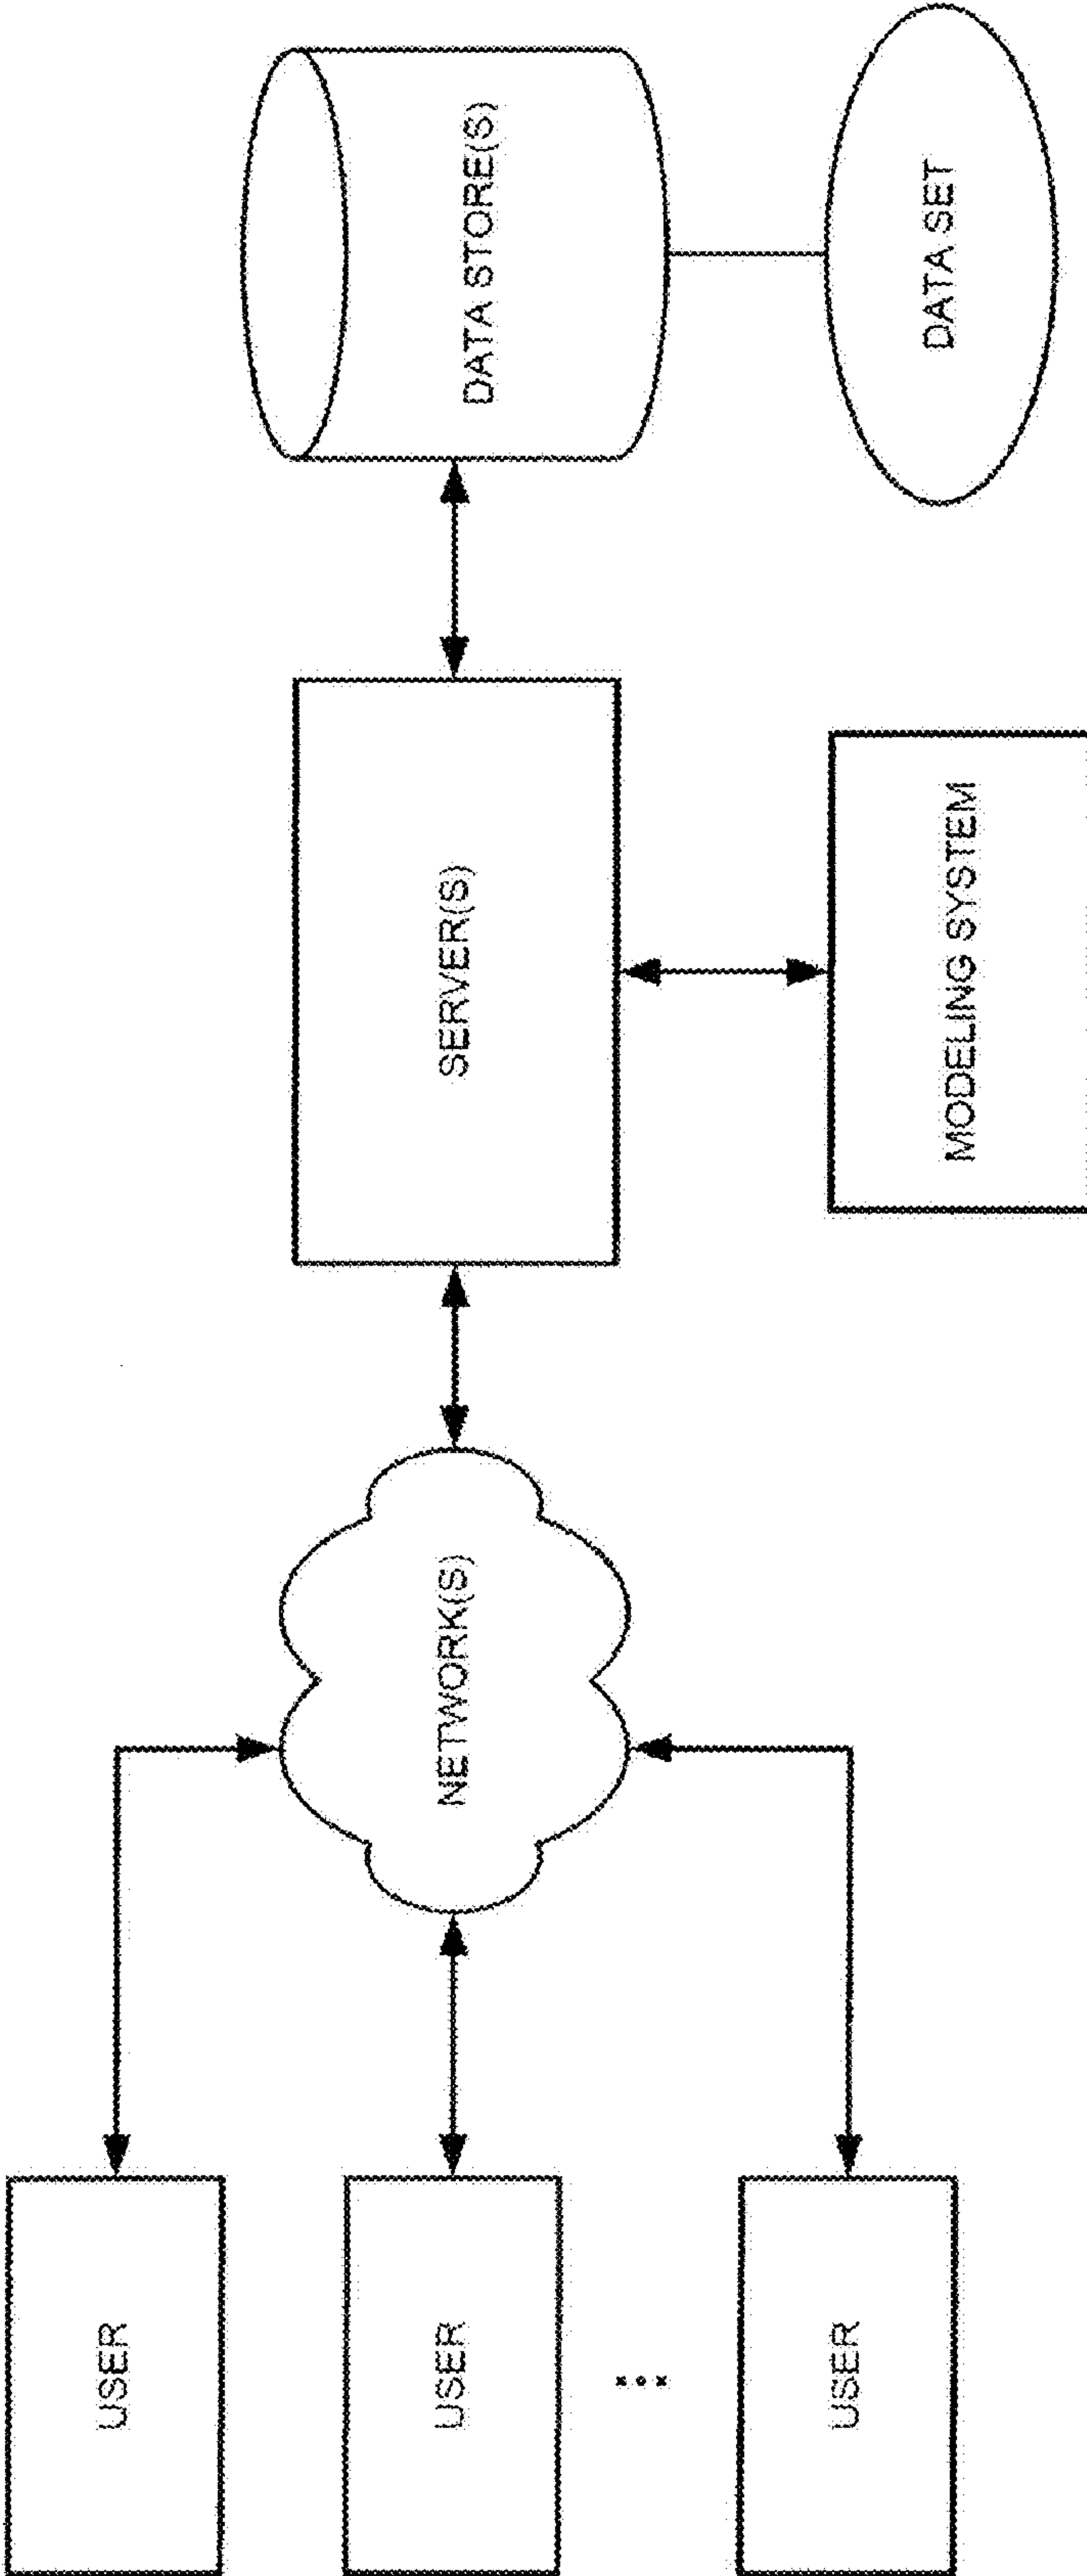 USER
USER
USER
NETWORK(S)
SERVER(S)
MODELING SYSTEM
DATA STORE(S)
DATA SET